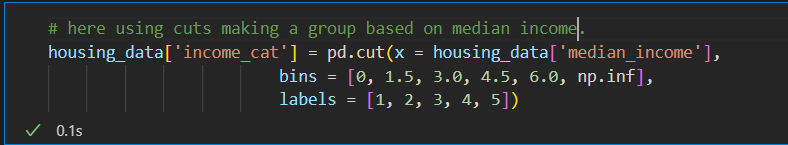 # here using cuts making a group based on median income.
housing_data['income_cat'] = pd.cut(x = housing_data['median_income'],
bins = [0, 1.5, 3.0, 4.5, 6.0, np.inf],
labels = [1, 2, 3, 4, 5])
0.1s